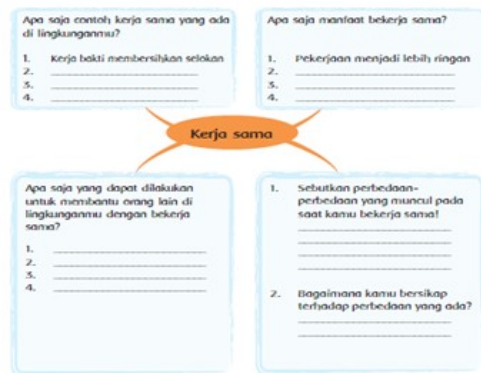 Apa saja contoh kerja sama yang ada
di lingkunganmu?
1. Kerja bakti membersihkan selokan
2.
3.
4.
Apa saja manfaat bekerja sama?
1. Pekerjaan menjadi lebih ringan
2.
3.
4.
Kerja sama
Apa saja yang dapat dilakukan
untuk membantu orang lain di
lingkunganmu dengan bekerja
sama?
1.
2.
3.
4.
1. Sebutkan perbedaan-
perbedaan yang muncul pada
saat kamu bekerja sama!
2. Bagaimana kamu bersikap
terhadap perbedaan yang ada?